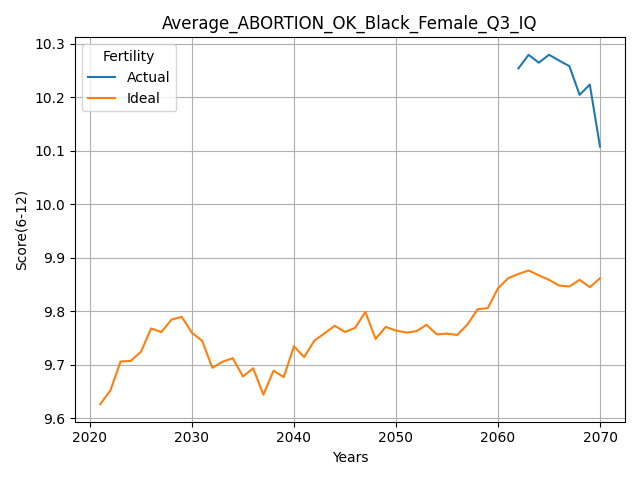 Average_ABORTION_OK_Black_Female_Q3_IQ
Fertility
Actual
Ideal
10.3
10.2
10.1
10.0
9.9
9.8
9.7
9.6
Score(6-12)
2020 2030 2040 2050 2060 2070
Years